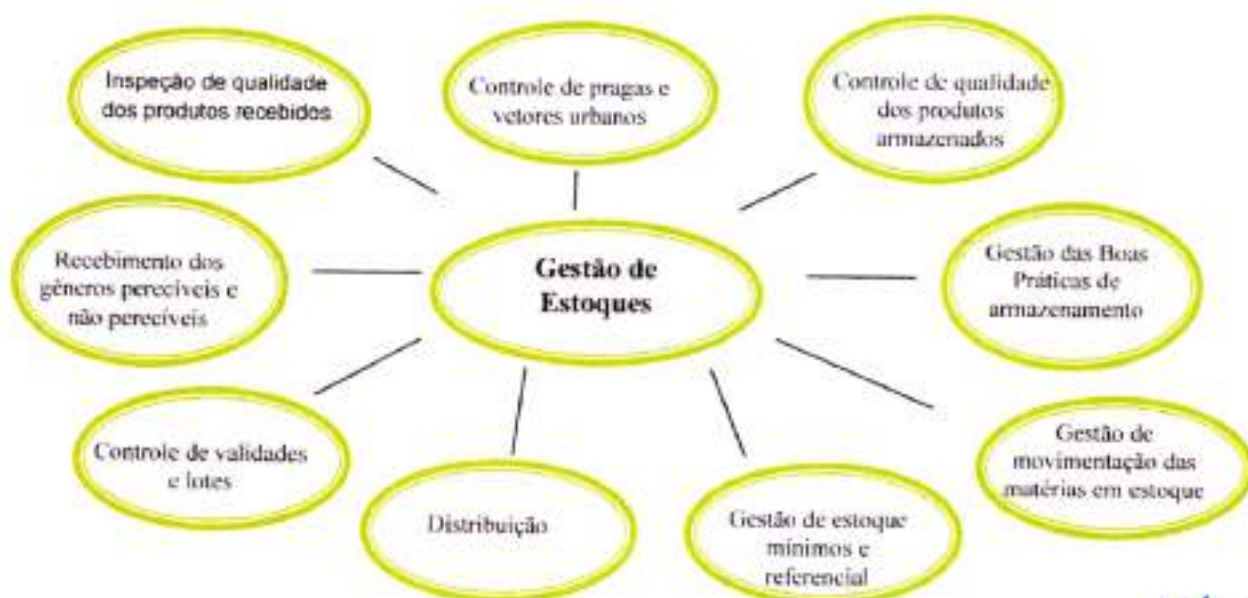 Inspeção de qualidade
dos produtos recebidos
Controle de pragas e
vetores urbanos
Controle de qualidade
dos produtos
armazenados
Recebimento dos
gêneros perecíveis e
não perecíveis
Gestão de
Estoques
Gestão das Boas
Práticas de
armazenamento
Controle de validades
e lotes
Distribuição
Gestão de estoque
mínimos e
referencial
Gestão de
movimentação das
matérias em estoque